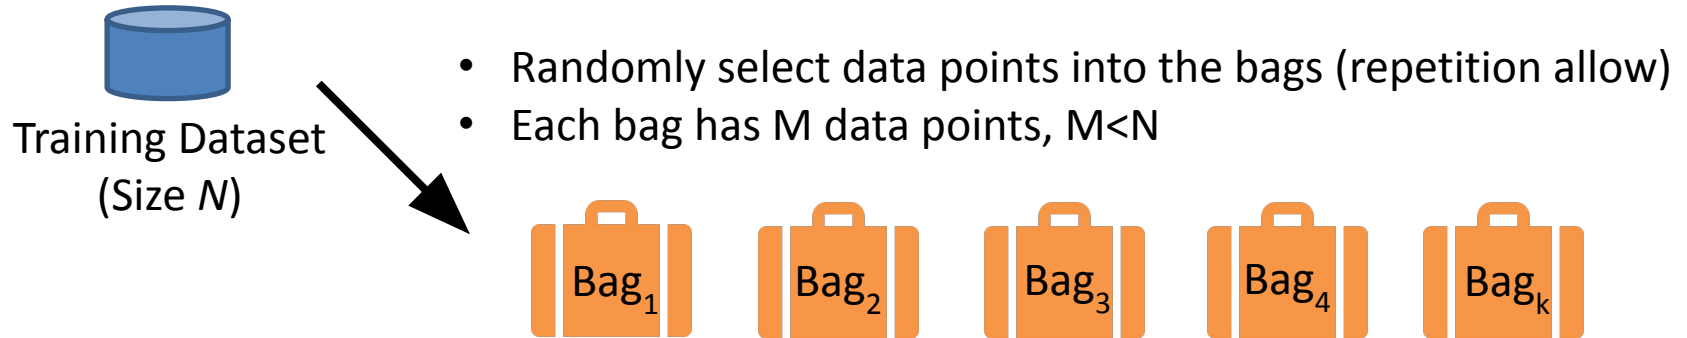 • Randomly select data points into the bags (repetition allow)
• Each bag has M data points, M<N
Training Dataset
(Size N)
Bag₁
Bag₂
Bag₃
Bag₄
Bagₖ